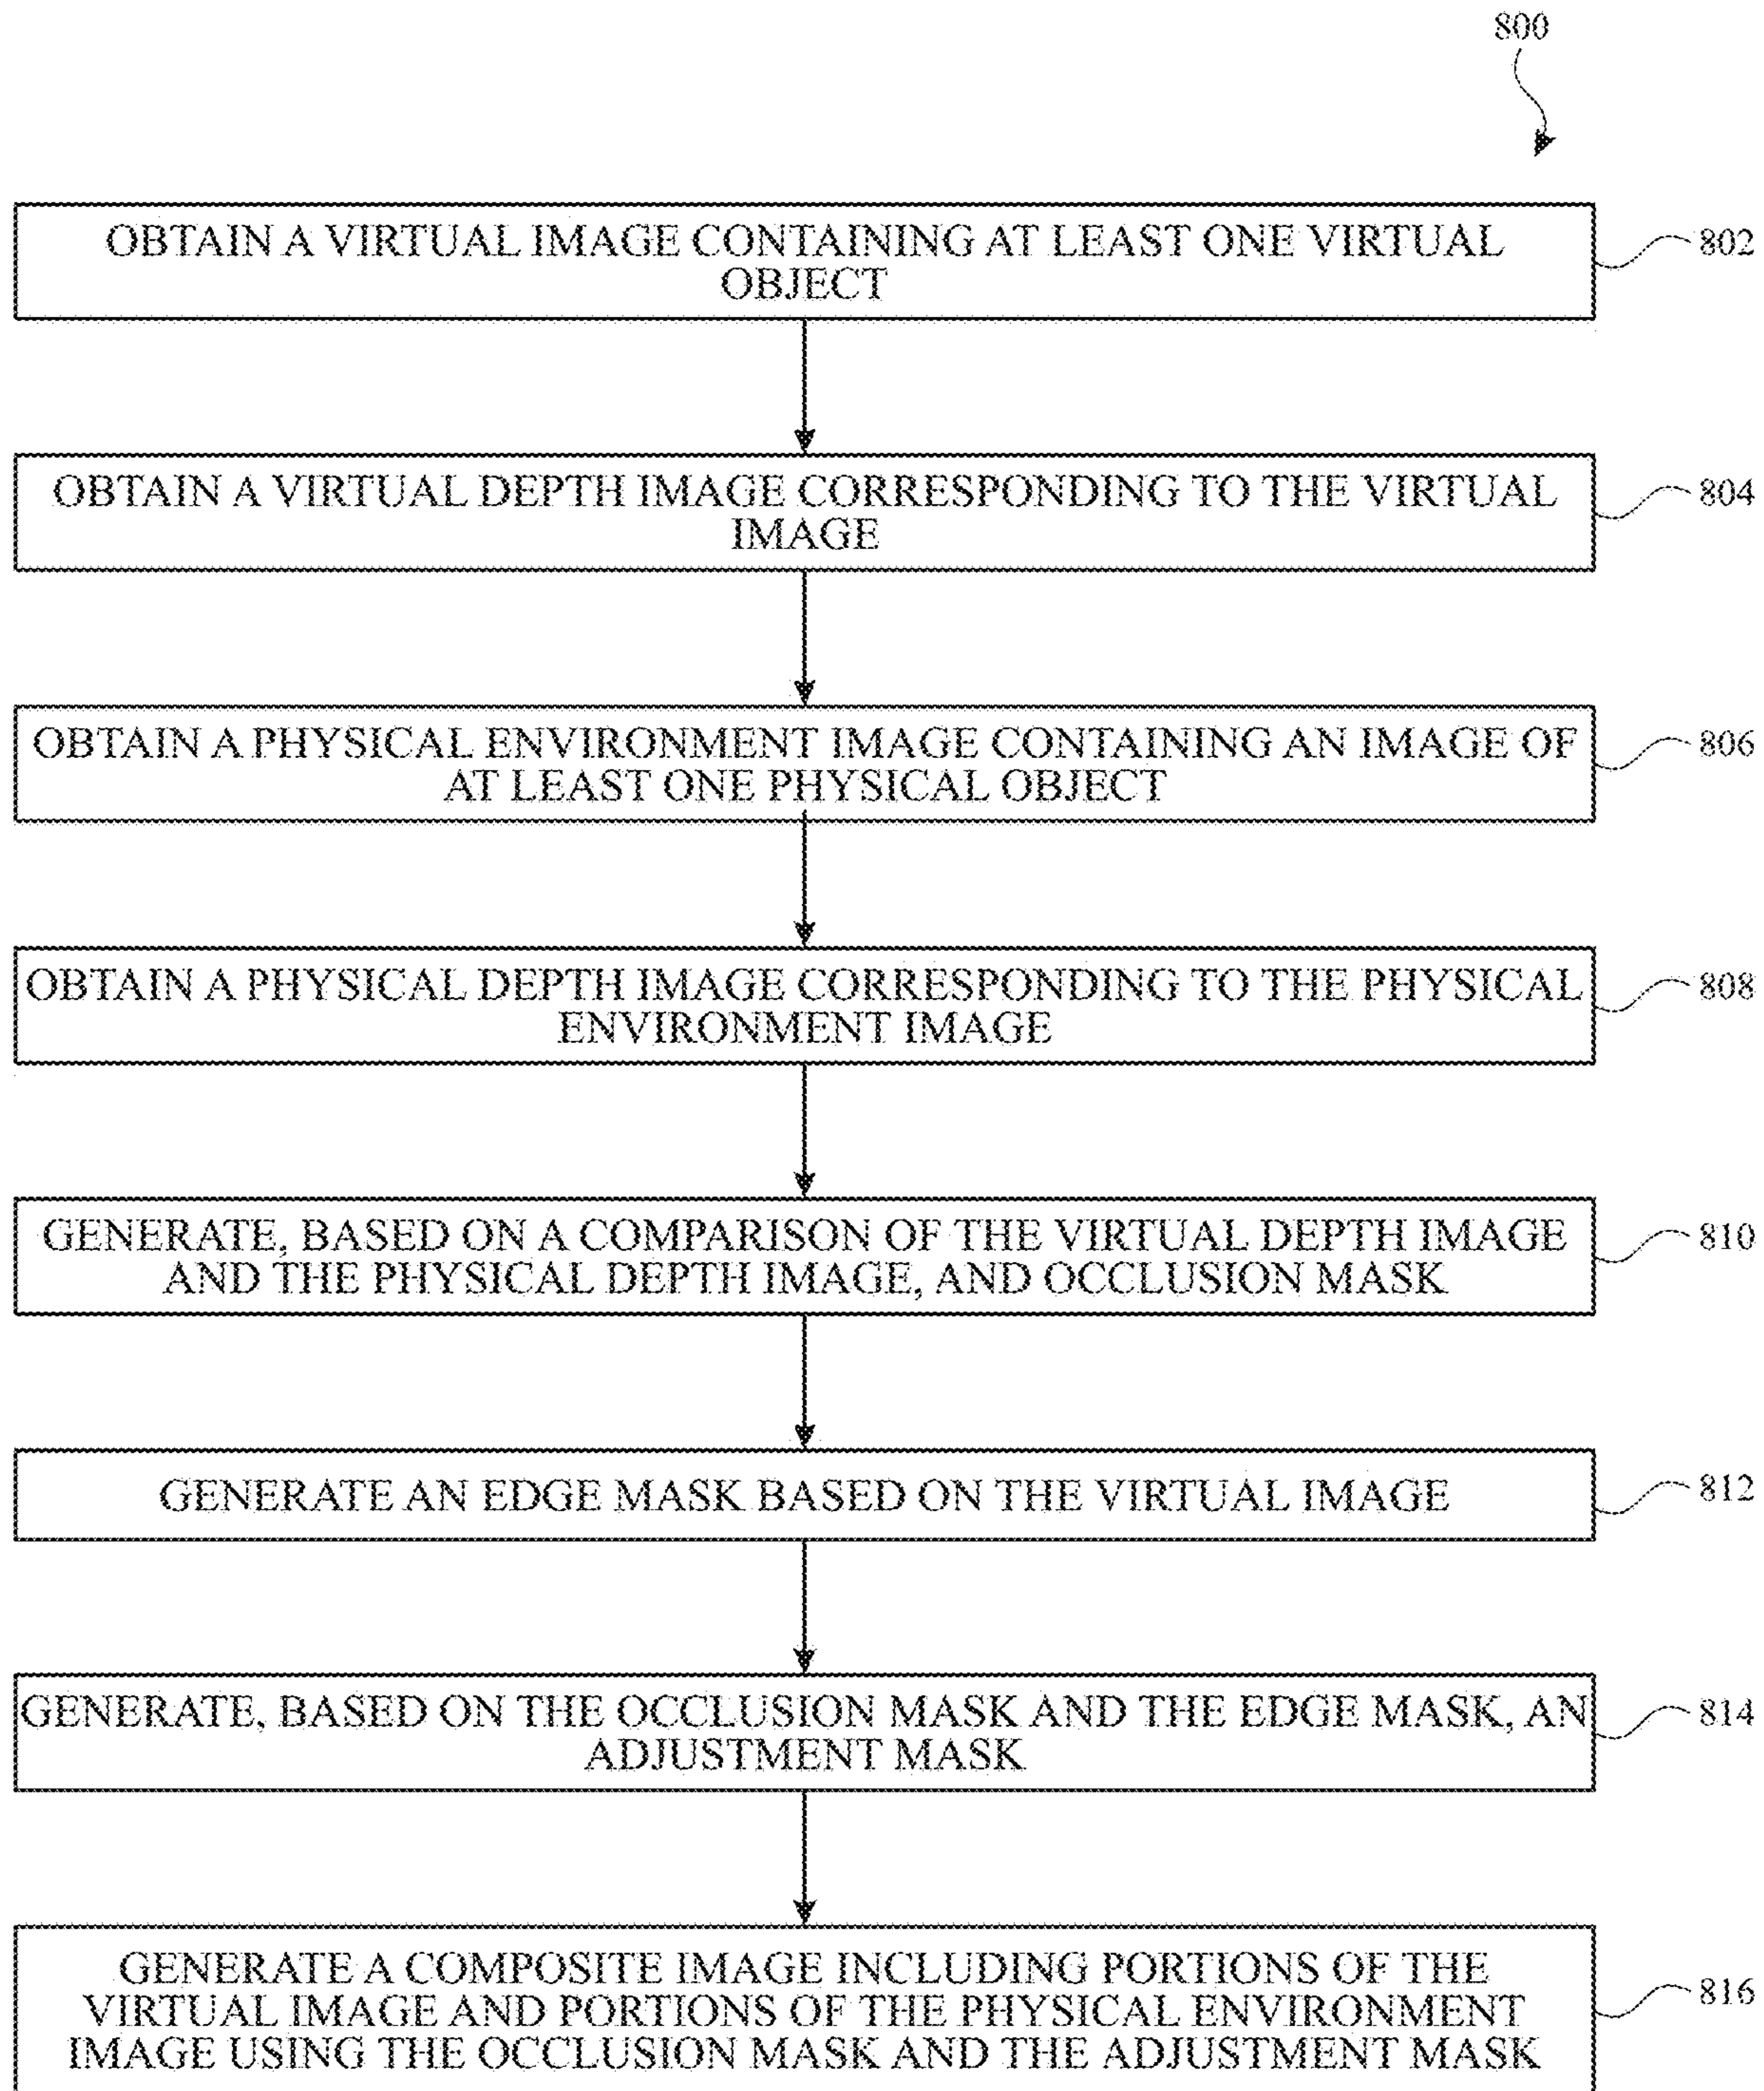 800
OBTAIN A VIRTUAL IMAGE CONTAINING AT LEAST ONE VIRTUAL
OBJECT
802
OBTAIN A VIRTUAL DEPTH IMAGE CORRESPONDING TO THE VIRTUAL
IMAGE
804
OBTAIN A PHYSICAL ENVIRONMENT IMAGE CONTAINING AN IMAGE OF
AT LEAST ONE PHYSICAL OBJECT
806
OBTAIN A PHYSICAL DEPTH IMAGE CORRESPONDING TO THE PHYSICAL
ENVIRONMENT IMAGE
808
GENERATE, BASED ON A COMPARISON OF THE VIRTUAL DEPTH IMAGE
AND THE PHYSICAL DEPTH IMAGE, AND OCCLUSION MASK
810
GENERATE AN EDGE MASK BASED ON THE VIRTUAL IMAGE
812
GENERATE, BASED ON THE OCCLUSION MASK AND THE EDGE MASK, AN
ADJUSTMENT MASK
814
GENERATE A COMPOSITE IMAGE INCLUDING PORTIONS OF THE
VIRTUAL IMAGE AND PORTIONS OF THE PHYSICAL ENVIRONMENT
IMAGE USING THE OCCLUSION MASK AND THE ADJUSTMENT MASK
816